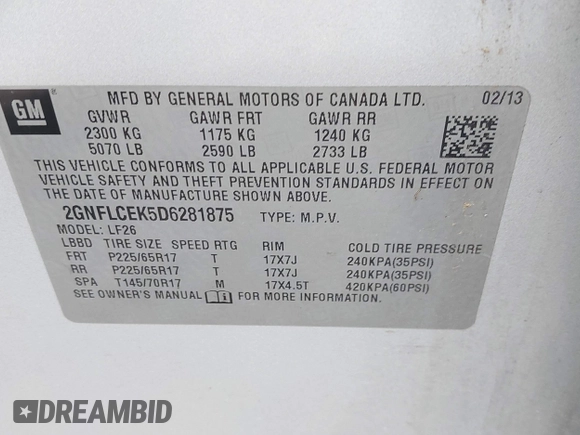 GM
MFD BY GENERAL MOTORS OF CANADA LTD. 02/13
GVWR GAWR FRT GAWR RR
2300 KG 1175 KG 1240 KG
5070 LB 2590 LB 2733 LB
THIS VEHICLE CONFORMS TO ALL APPLICABLE U.S. FEDERAL MOTOR
VEHICLE SAFETY AND THEFT PREVENTION STANDARDS IN EFFECT ON
THE DATE OF MANUFACTURE SHOWN ABOVE.
2GNFLCEK5D6281875 TYPE: M.P.V.
MODEL: LF26
LBBD TIRE SIZE SPEED RTG RIM COLD TIRE PRESSURE
FRT P225/65R17 T 17X7J 240KPA(35PSI)
RR P225/65R17 T 17X7J 240KPA(35PSI)
SPA T145/70R17 M 17X4.5T 420KPA(60PSI)
SEE OWNER'S MANUAL FOR MORE INFORMATION.
DREAMBID